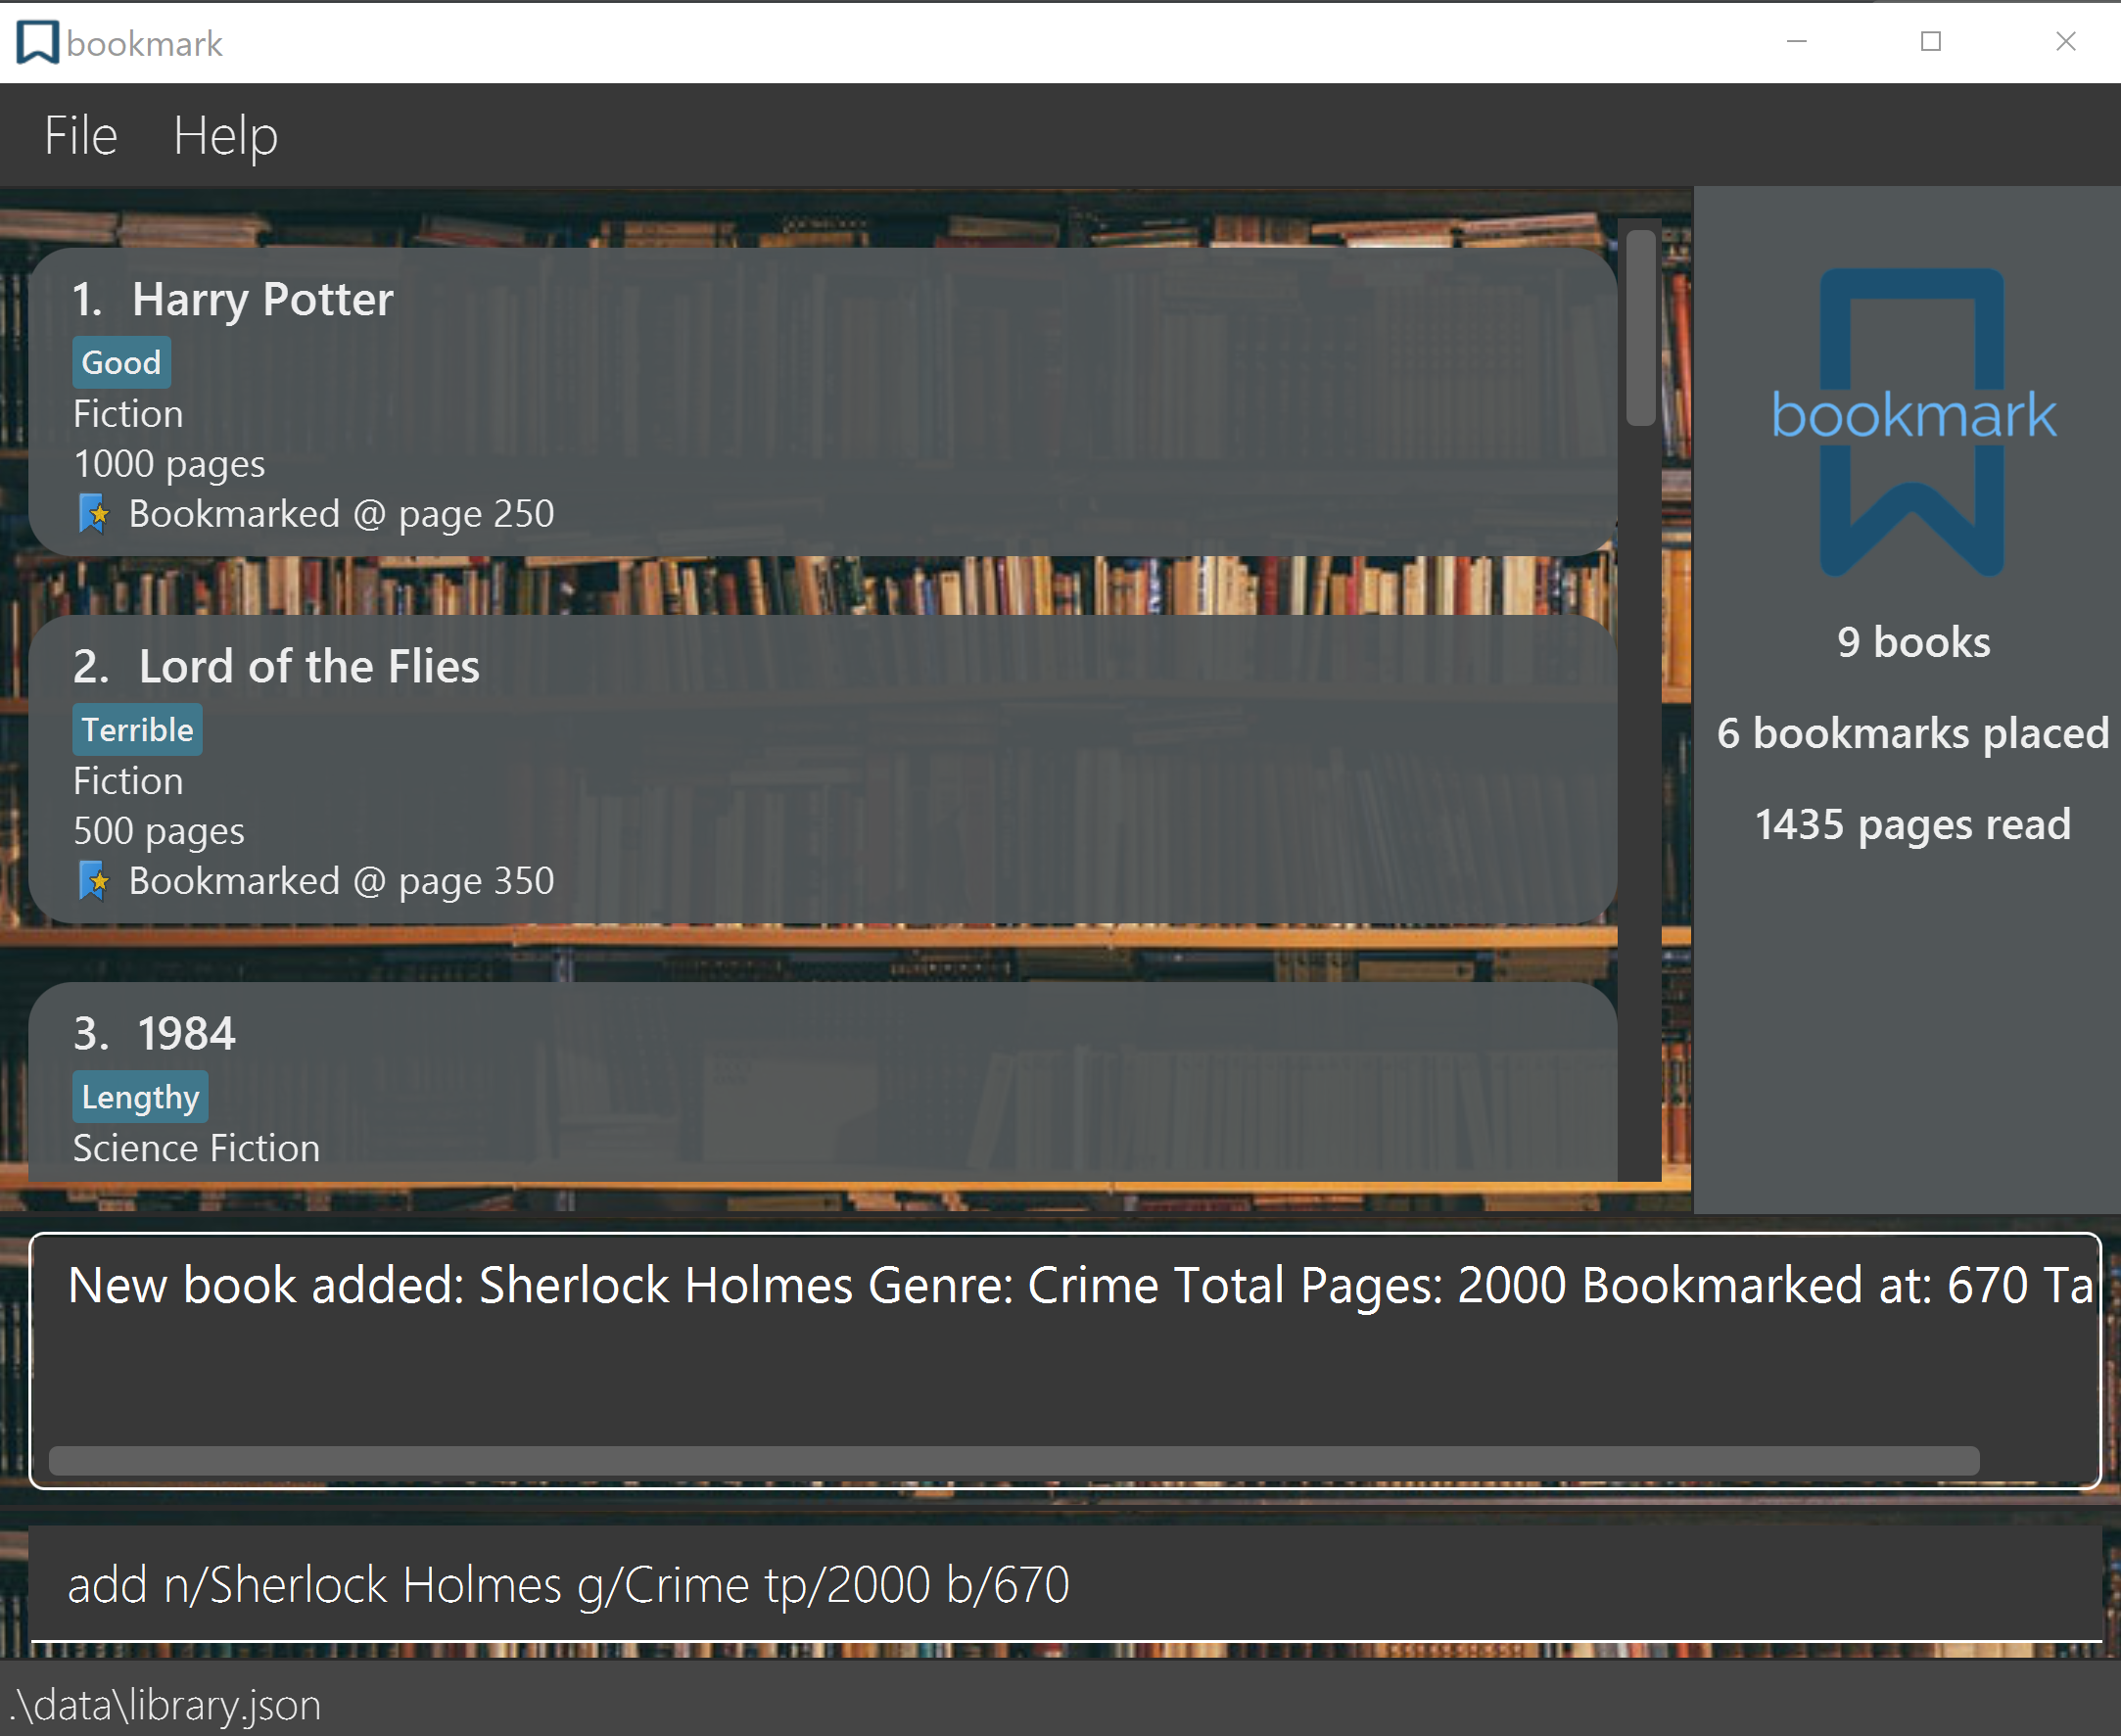 bookmark
File Help
1. Harry Potter
Good
Fiction
1000 pages
Bookmarked @ page 250
2. Lord of the Flies
Terrible
Fiction
500 pages
Bookmarked @ page 350
3. 1984
Lengthy
Science Fiction
bookmark
9 books
6 bookmarks placed
1435 pages read
New book added: Sherlock Holmes Genre: Crime Total Pages: 2000 Bookmarked at: 670 Ta
add n/Sherlock Holmes g/Crime tp/2000 b/670
.\data\library.json